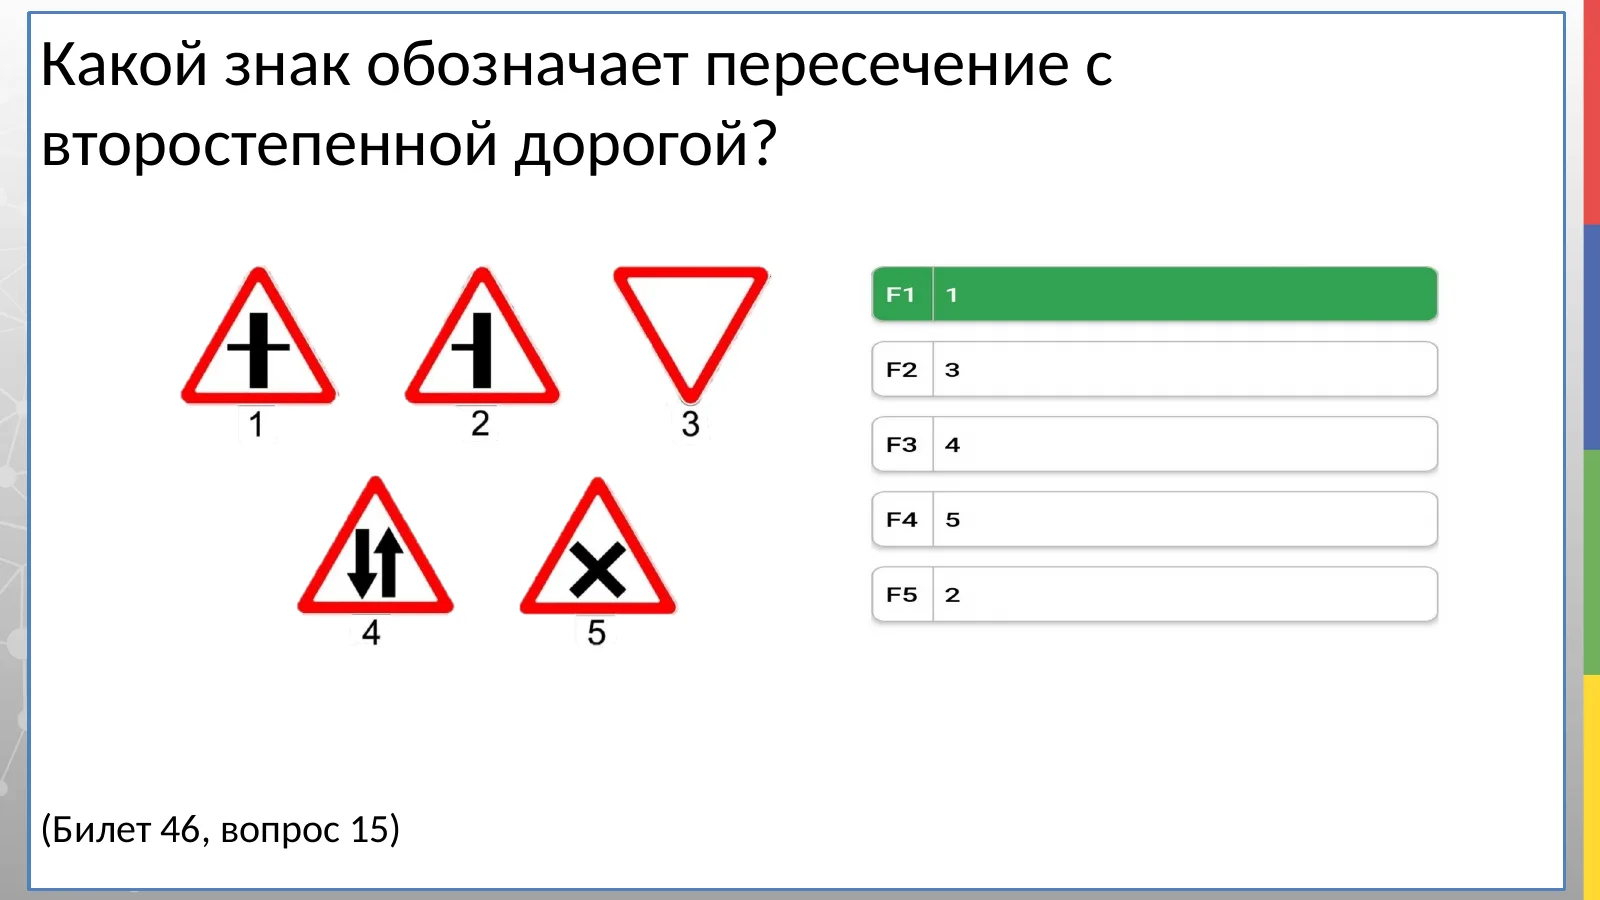 Какой знак обозначает пересечение с
второстепенной дорогой?
1
2
3
4
5
F1 1
F2 3
F3 4
F4 5
F5 2
(Билет 46, вопрос 15)